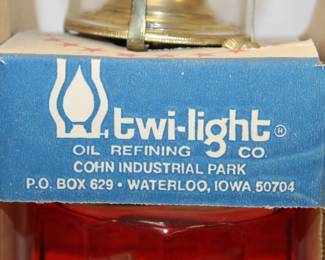 twi-light®
OIL REFINING CO.
COHN INDUSTRIAL PARK
P.O. BOX 629 • WATERLOO, IOWA 50704